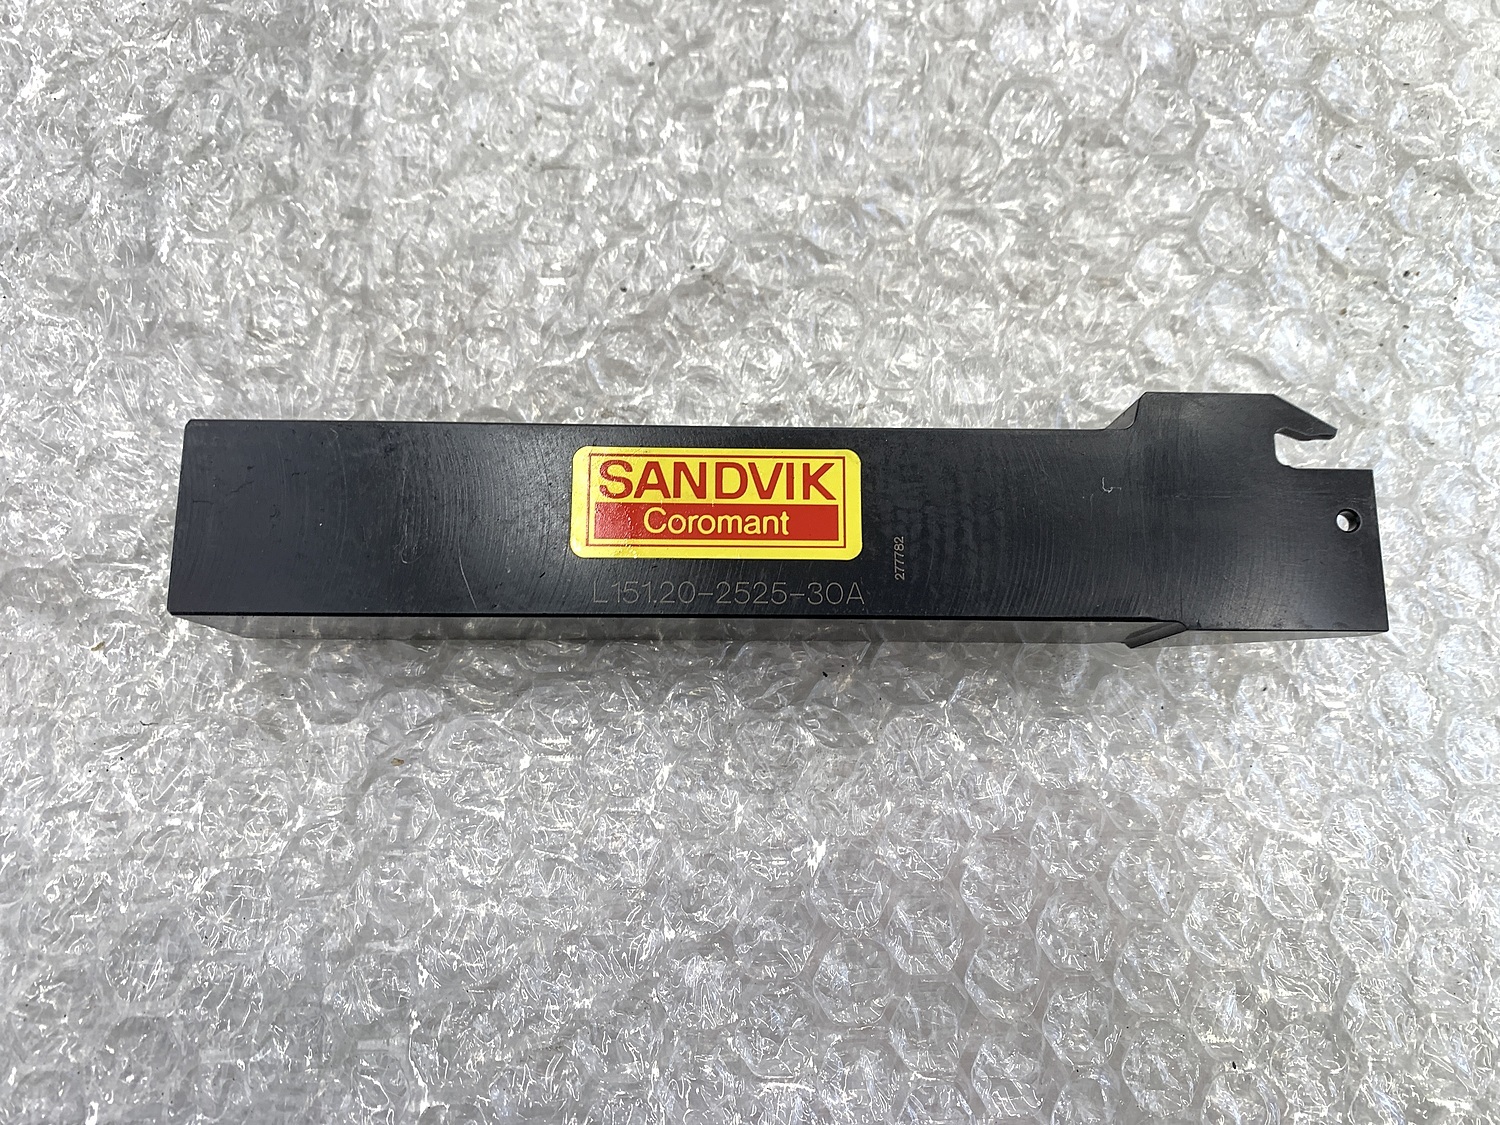 SANDVIK
Coromant
L151.20-2525-30A
277782